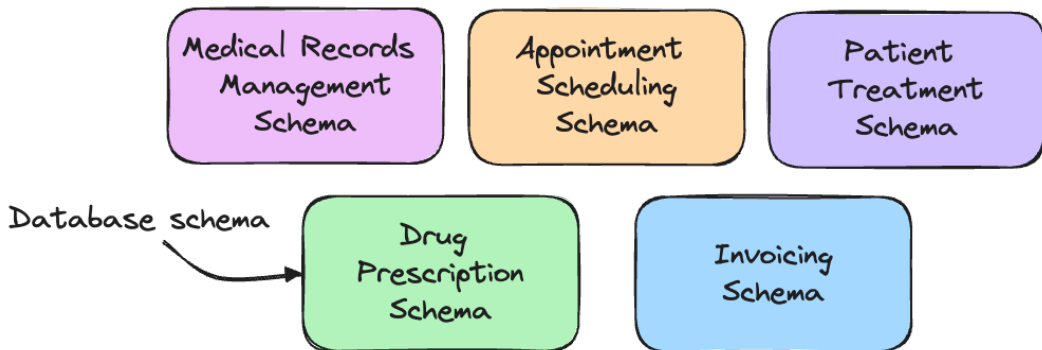 Medical Records
Management
Schema
Appointment
Scheduling
Schema
Patient
Treatment
Schema
Database schema
Drug
Prescription
Schema
Invoicing
Schema